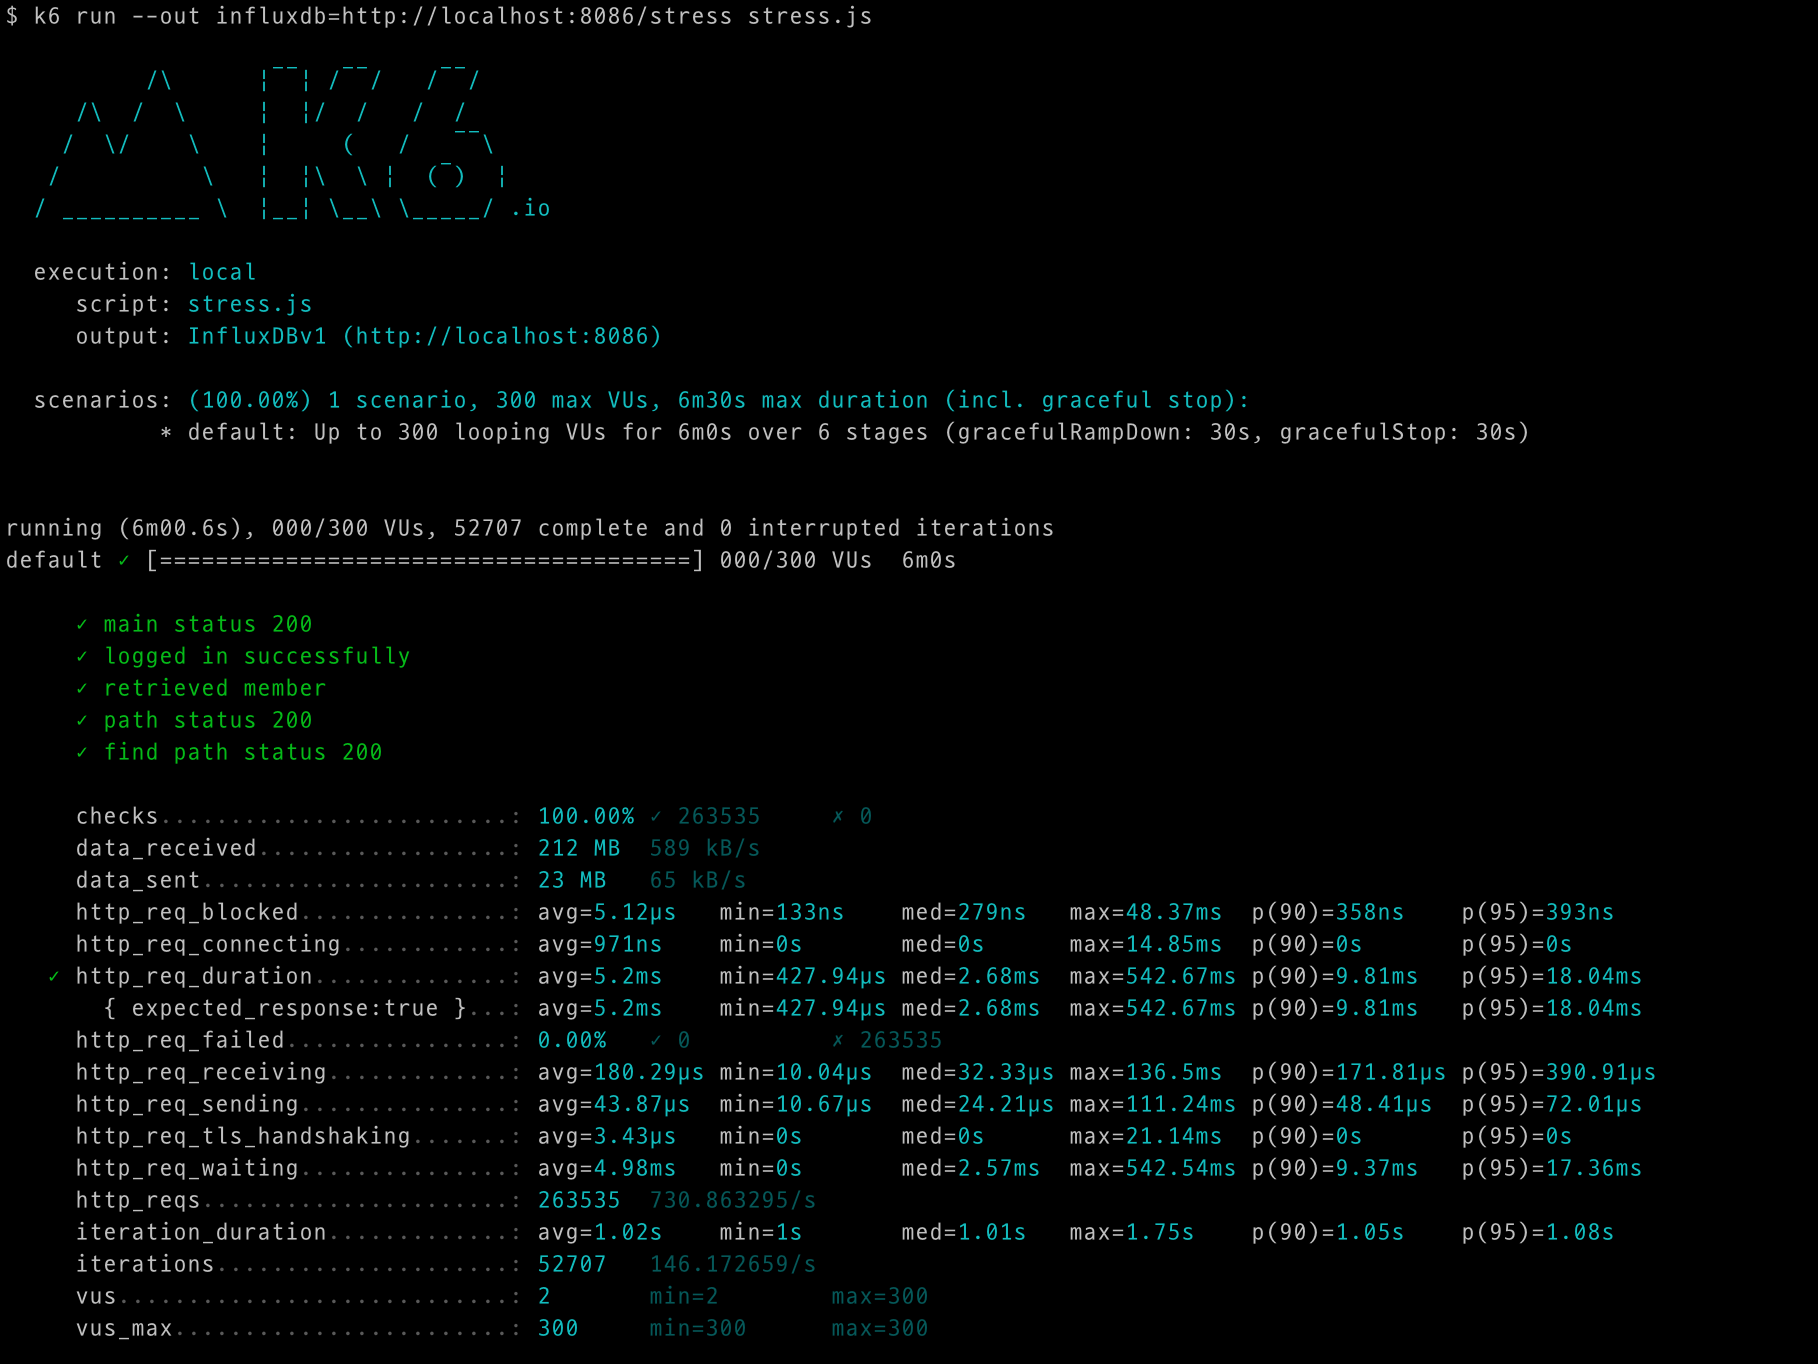 $ k6 run --out influxdb=http://localhost:8086/stress stress.js
.io
execution: local
script: stress.js
output: InfluxDBv1 (http://localhost:8086)
scenarios: (100.00%) 1 scenario, 300 max VUs, 6m30s max duration (incl. graceful stop):
* default: Up to 300 looping VUs for 6m0s over 6 stages (gracefulRampDown: 30s, gracefulStop: 30s)
running (6m00.6s), 000/300 VUs, 52707 complete and 0 interrupted iterations
default ✓ [======================================] 000/300 VUs  6m0s
✓ main status 200
✓ logged in successfully
✓ retrieved member
✓ path status 200
✓ find path status 200
checks.........................: 100.00% ✓ 263535     ✗ 0
data_received..................: 212 MB  589 kB/s
data_sent......................: 23 MB   65 kB/s
http_req_blocked...............: avg=5.12µs   min=133ns    med=279ns   max=48.37ms  p(90)=358ns    p(95)=393ns
http_req_connecting............: avg=971ns    min=0s       med=0s      max=14.85ms  p(90)=0s       p(95)=0s
✓ http_req_duration..............: avg=5.2ms    min=427.94µs med=2.68ms  max=542.67ms p(90)=9.81ms   p(95)=18.04ms
{ expected_response:true }...: avg=5.2ms    min=427.94µs med=2.68ms  max=542.67ms p(90)=9.81ms   p(95)=18.04ms
http_req_failed................: 0.00%   ✓ 0          ✗ 263535
http_req_receiving.............: avg=180.29µs min=10.04µs  med=32.33µs max=136.5ms  p(90)=171.81µs p(95)=390.91µs
http_req_sending...............: avg=43.87µs  min=10.67µs  med=24.21µs max=111.24ms p(90)=48.41µs  p(95)=72.01µs
http_req_tls_handshaking.......: avg=3.43µs   min=0s       med=0s      max=21.14ms  p(90)=0s       p(95)=0s
http_req_waiting...............: avg=4.98ms   min=0s       med=2.57ms  max=542.54ms p(90)=9.37ms   p(95)=17.36ms
http_reqs......................: 263535  730.863295/s
iteration_duration.............: avg=1.02s    min=1s       med=1.01s   max=1.75s    p(90)=1.05s    p(95)=1.08s
iterations.....................: 52707   146.172659/s
vus............................: 2       min=2        max=300
vus_max........................: 300     min=300      max=300